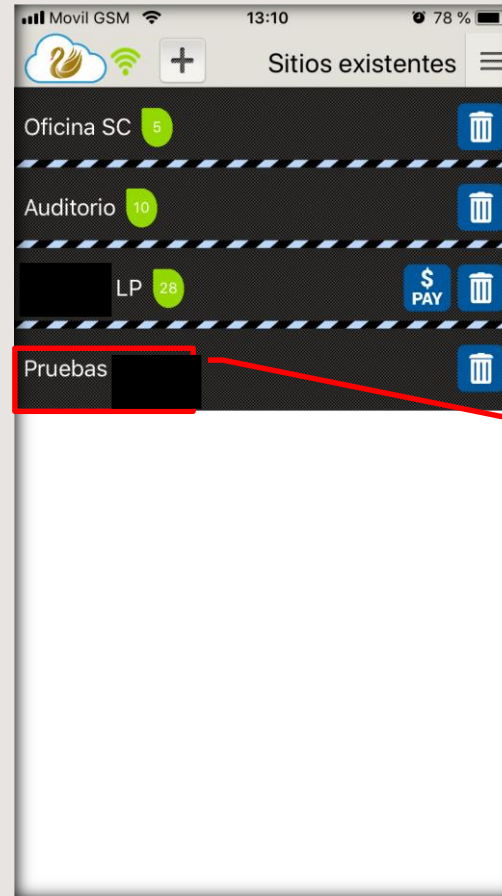 Movil GSM 13:10 78 %
Sitios existentes
Oficina SC 5
Auditorio 10
LP 28 $ PAY
Pruebas